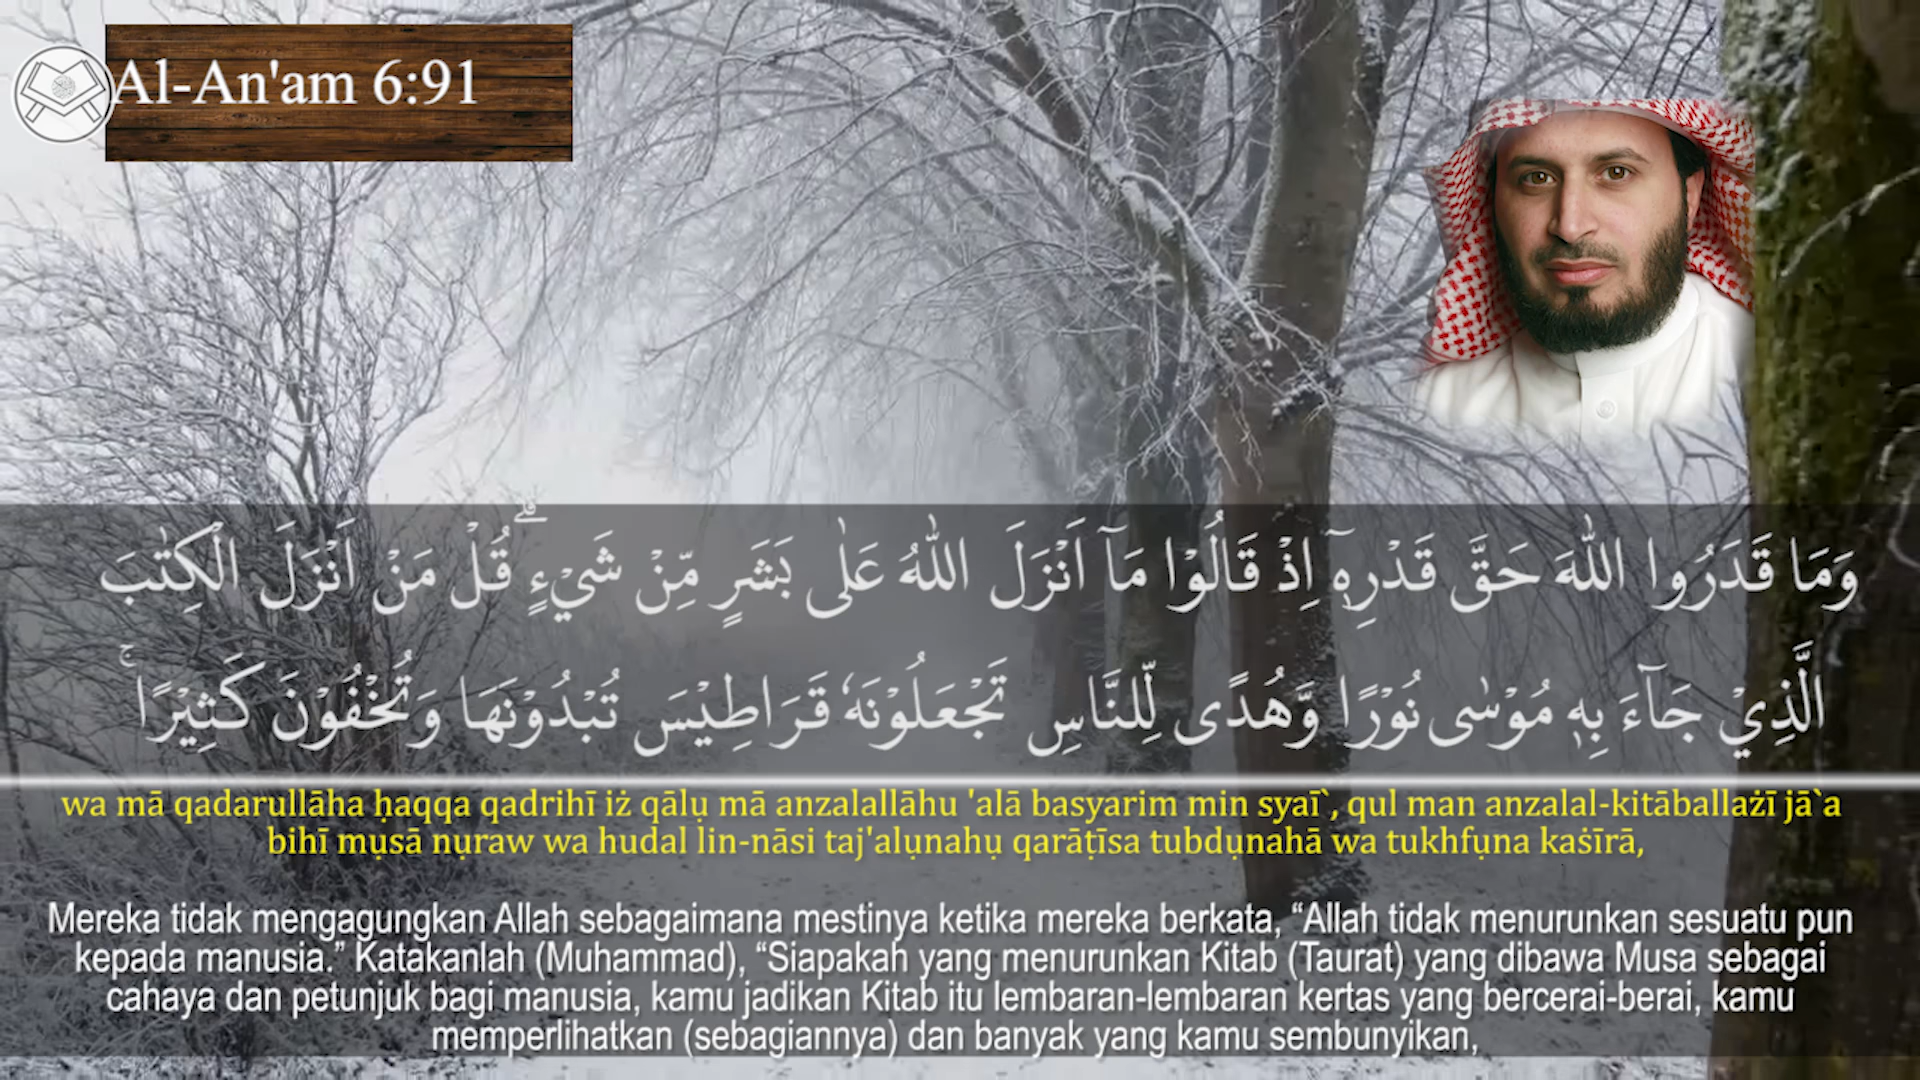 Al-An'am 6:91
وَمَا قَدَرُوا اللّٰهَ حَقَّ قَدْرِهٖٓ اِذْ قَالُوْا مَآ اَنْزَلَ اللّٰهُ عَلٰى بَشَرٍ مِّنْ شَيْءٍۗ قُلْ مَنْ اَنْزَلَ الْكِتٰبَ
الَّذِيْ جَآءَ بِهٖ مُوْسٰى نُوْرًا وَّهُدًى لِّلنَّاسِ تَجْعَلُوْنَهٗ قَرَاطِيْسَ تُبْدُوْنَهَا وَتُخْفُوْنَ كَثِيْرًاۚ
wa mā qadarullāha ḥaqqa qadrihī iż qālụ mā anzalallāhu 'alā basyarim min syaī`, qul man anzalal-kitāballażī jā`a
bihī mụsā nụraw wa hudal lin-nāsi taj'alụnahụ qarāṭīsa tubdụnahā wa tukhfụna kaṡīrā,
Mereka tidak mengagungkan Allah sebagaimana mestinya ketika mereka berkata, “Allah tidak menurunkan sesuatu pun
kepada manusia.” Katakanlah (Muhammad), “Siapakah yang menurunkan Kitab (Taurat) yang dibawa Musa sebagai
cahaya dan petunjuk bagi manusia, kamu jadikan Kitab itu lembaran-lembaran kertas yang bercerai-berai, kamu
memperlihatkan (sebagiannya) dan banyak yang kamu sembunyikan,